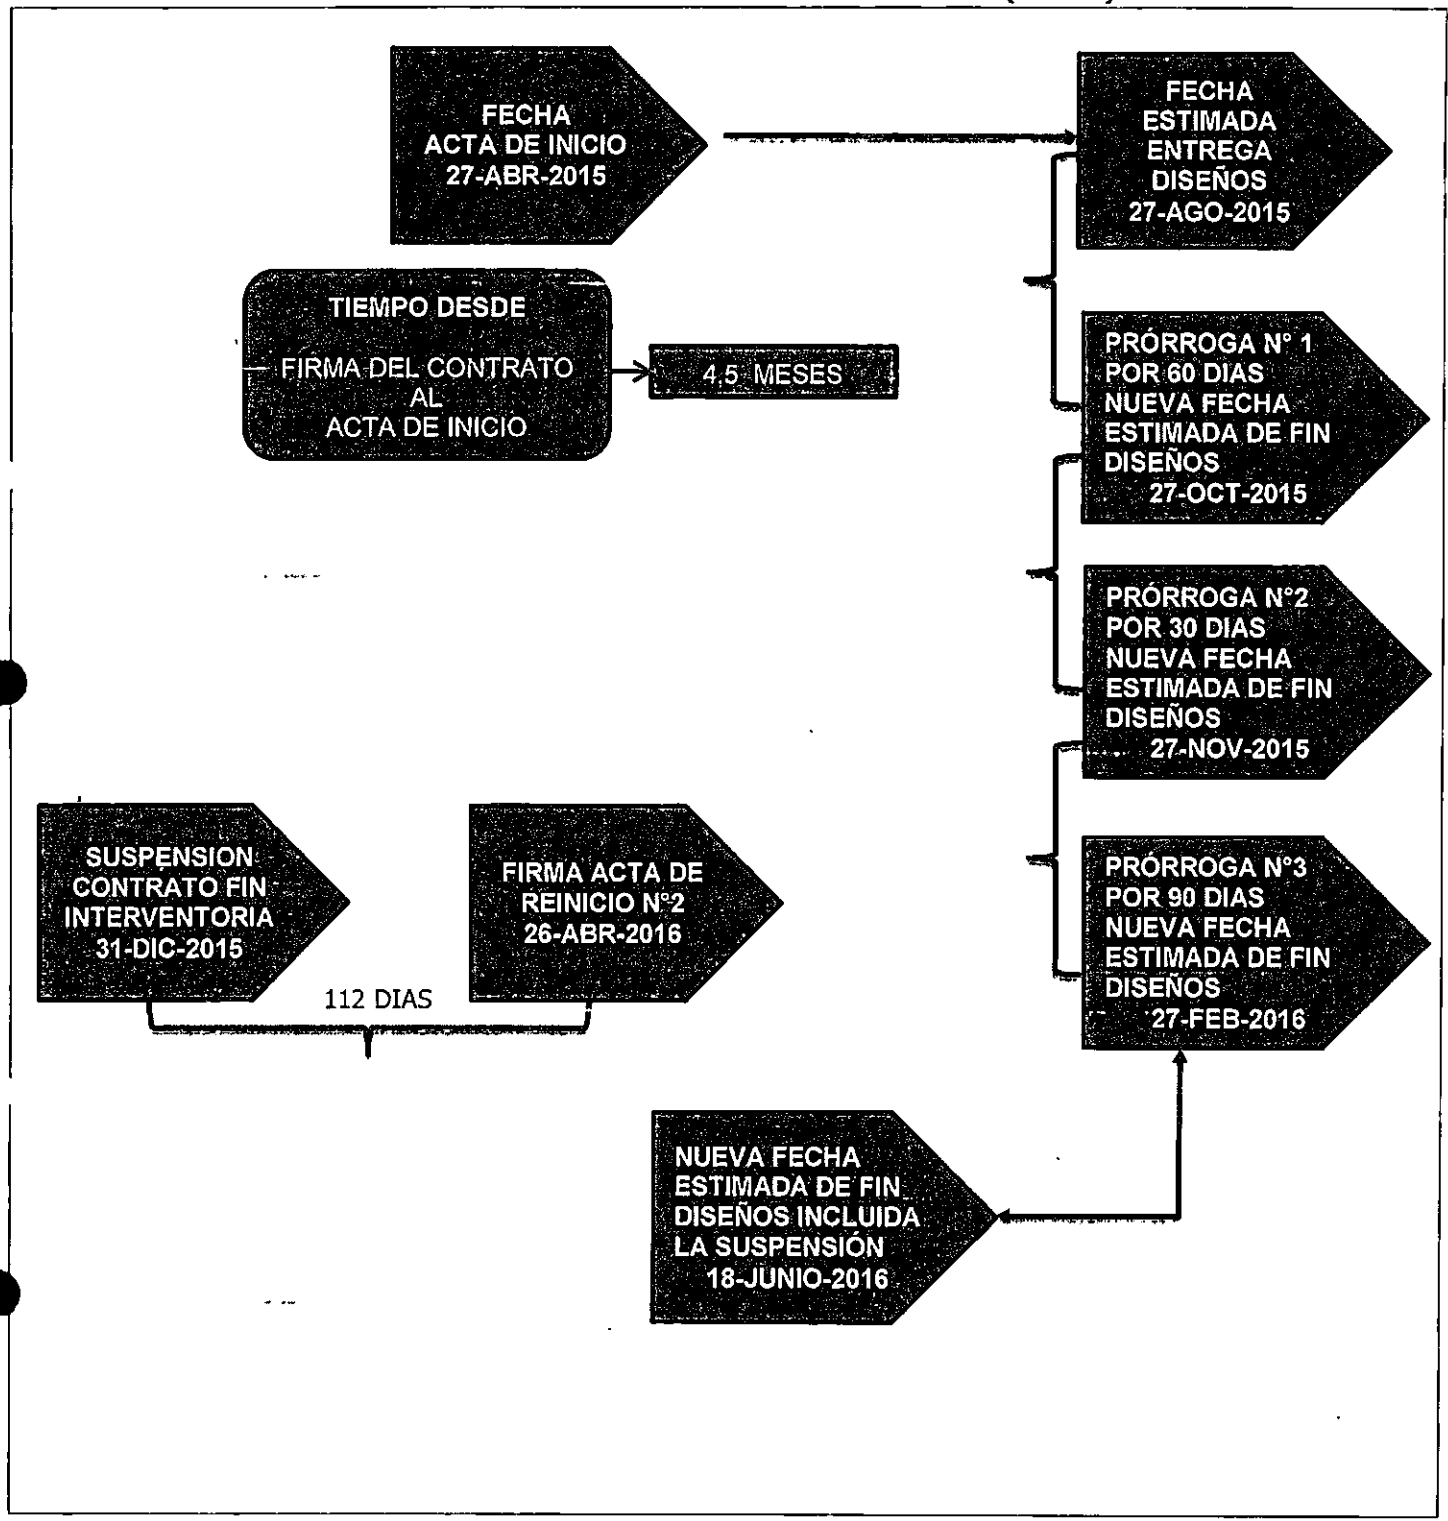 FECHA
ACTA DE INICIO
27-ABR-2015
FECHA
ESTIMADA
ENTREGA
DISEÑOS
27-AGO-2015
TIEMPO DESDE
FIRMA DEL CONTRATO
AL
ACTA DE INICIO
4.5 MESES
PRÓRROGA N° 1
POR 60 DIAS
NUEVA FECHA
ESTIMADA DE FIN
DISEÑOS
27-OCT-2015
PRÓRROGA N°2
POR 30 DIAS
NUEVA FECHA
ESTIMADA DE FIN
DISEÑOS
27-NOV-2015
SUSPENSION
CONTRATO FIN
INTERVENTORIA
31-DIC-2015
FIRMA ACTA DE
REINICIO N°2
26-ABR-2016
112 DIAS
PRÓRROGA N°3
POR 90 DIAS
NUEVA FECHA
ESTIMADA DE FIN
DISEÑOS
27-FEB-2016
NUEVA FECHA
ESTIMADA DE FIN
DISEÑOS INCLUIDA
LA SUSPENSIÓN
18-JUNIO-2016